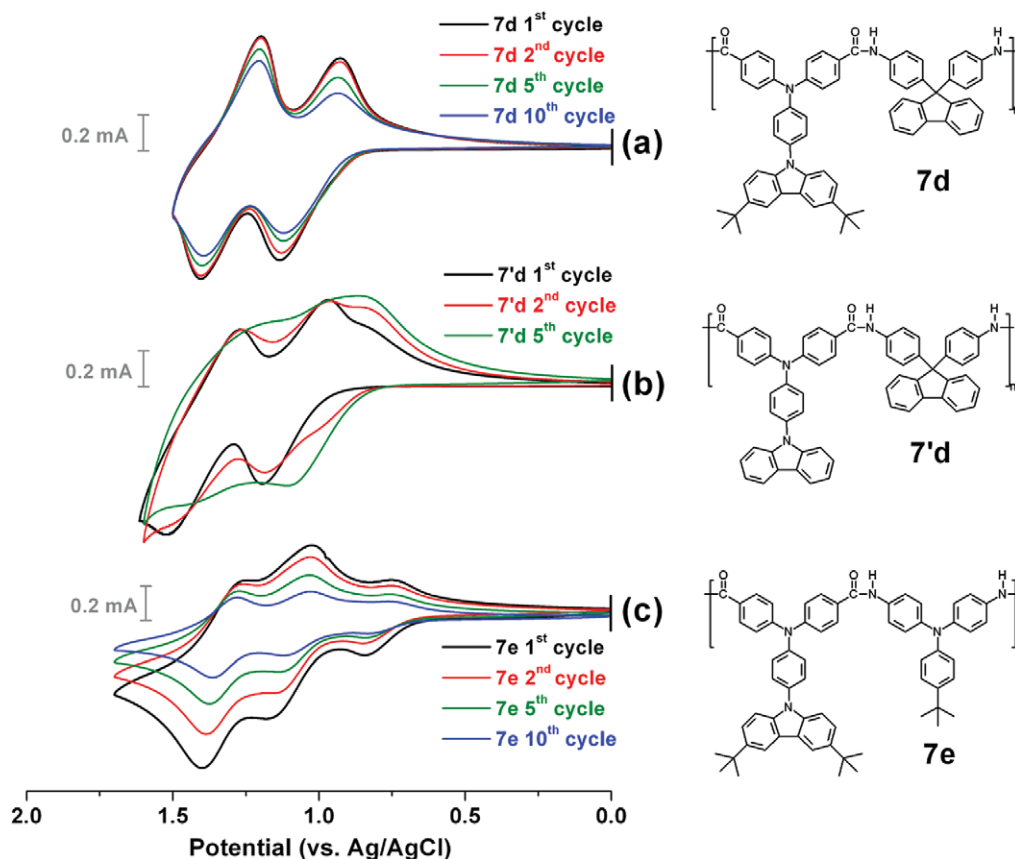 7d 1st cycle
7d 2nd cycle
7d 5th cycle
7d 10th cycle
0.2 mA
(a)
O
C
N
O
C
H
N
H
N
N
n
7d
7'd 1st cycle
7'd 2nd cycle
7'd 5th cycle
0.2 mA
(b)
O
C
N
O
C
H
N
H
N
N
n
7'd
0.2 mA
(c)
7e 1st cycle
7e 2nd cycle
7e 5th cycle
7e 10th cycle
O
C
N
O
C
H
N
N
H
N
N
n
7e
2.0 1.5 1.0 0.5 0.0
Potential (vs. Ag/AgCl)